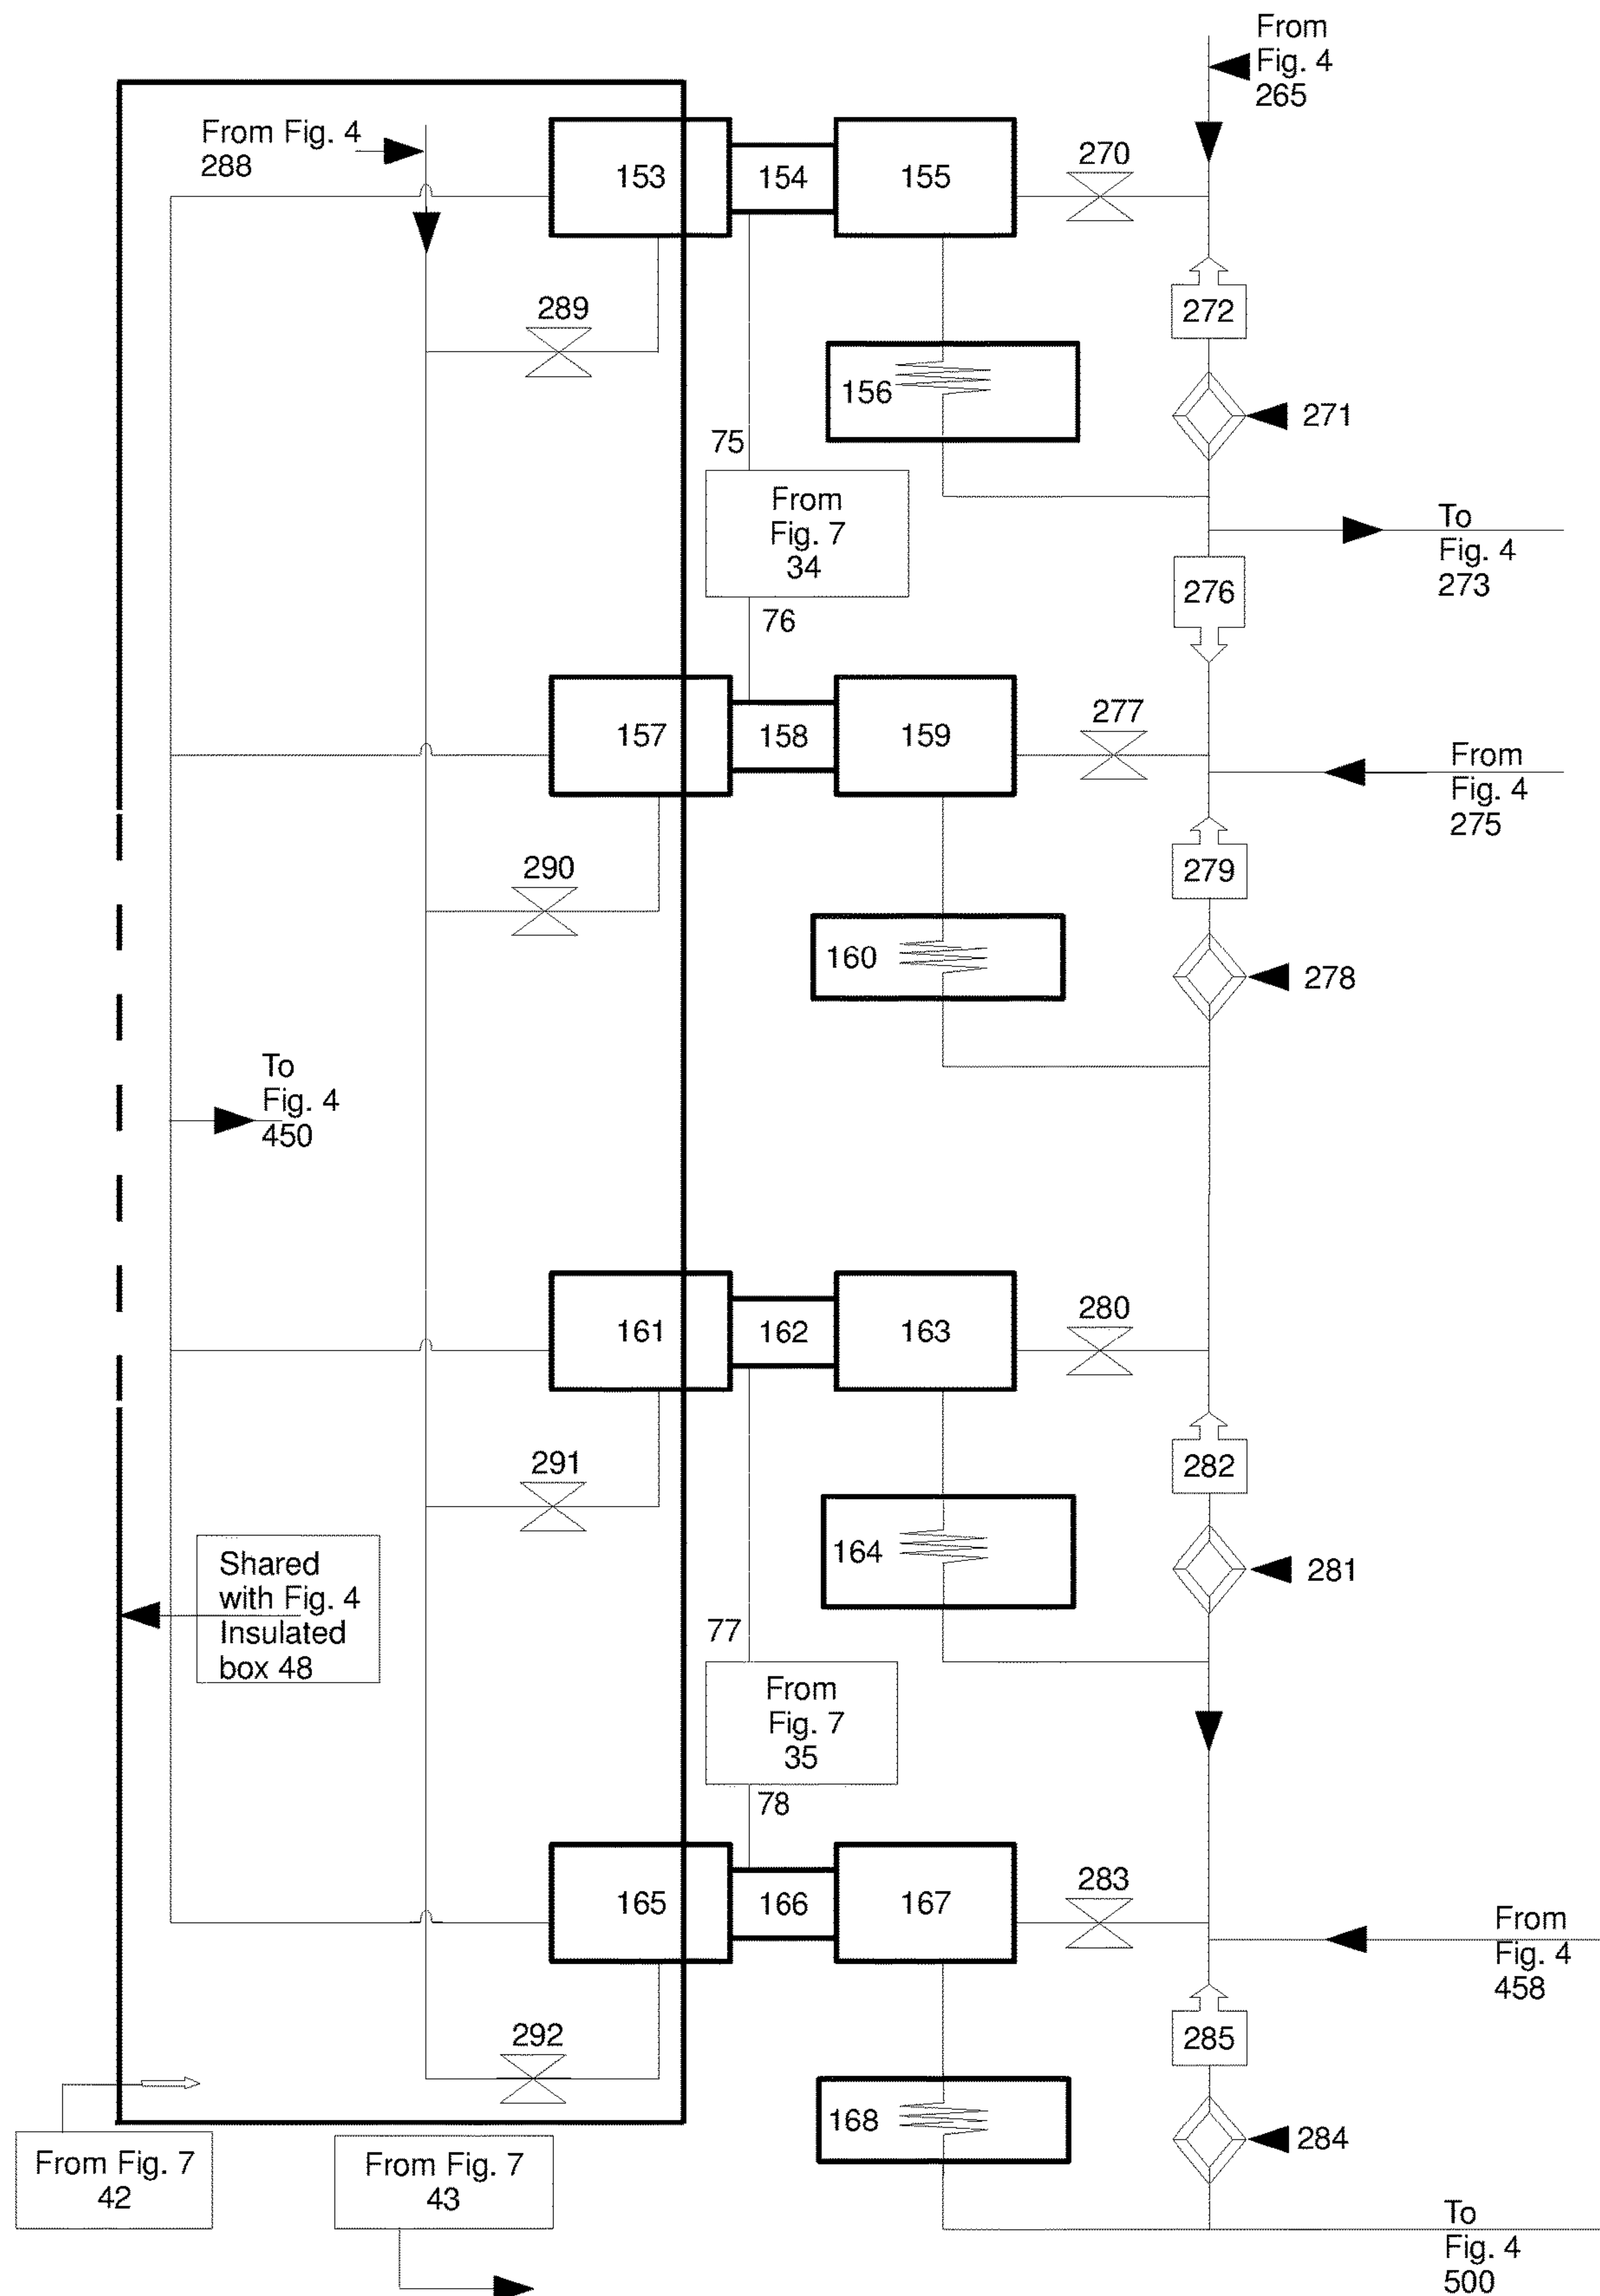 From
Fig. 4
265
From Fig. 4
288
153
154
155
270
272
289
156
271
75
From
Fig. 7
34
To
Fig. 4
273
276
76
157
158
159
277
From
Fig. 4
275
279
290
160
278
To
Fig. 4
450
161
162
163
280
282
291
164
281
Shared
with Fig. 4
Insulated
box 48
77
From
Fig. 7
35
78
165
166
167
283
From
Fig. 4
458
285
292
168
284
From Fig. 7
42
From Fig. 7
43
To
Fig. 4
500